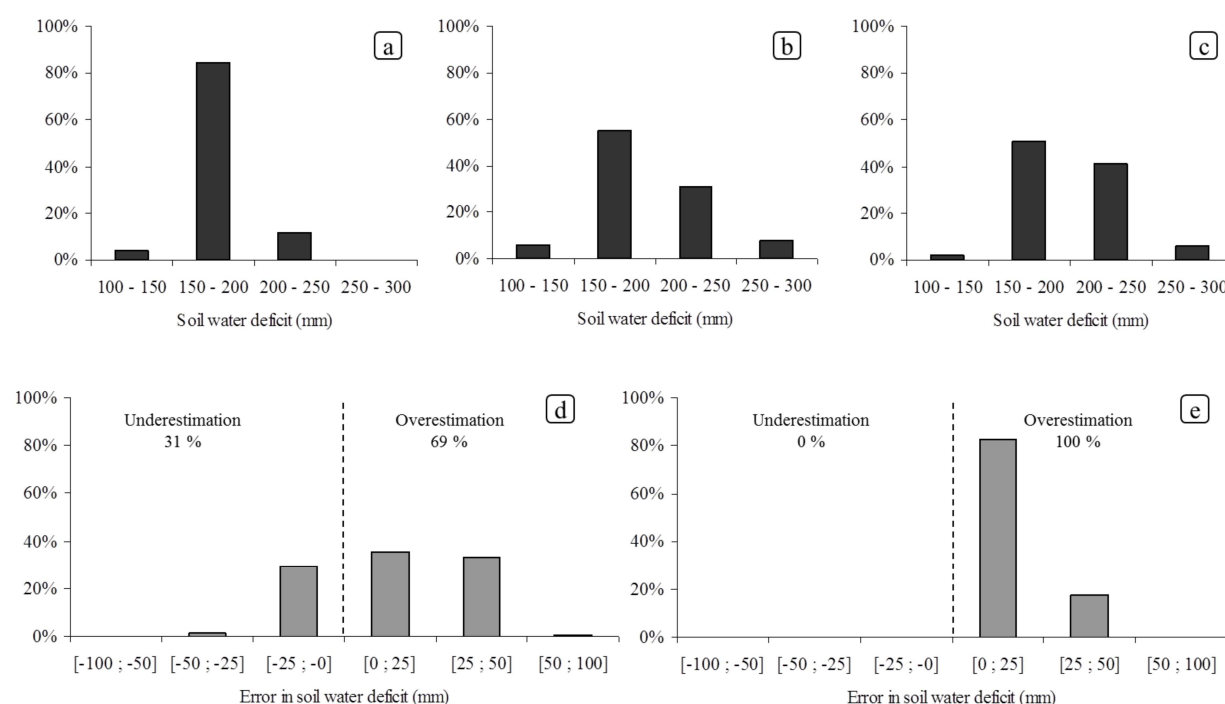 a
100%
80%
60%
40%
20%
0%
100 - 150 150 - 200 200 - 250 250 - 300
Soil water deficit (mm)
b
100%
80%
60%
40%
20%
0%
100 - 150 150 - 200 200 - 250 250 - 300
Soil water deficit (mm)
c
100%
80%
60%
40%
20%
0%
100 - 150 150 - 200 200 - 250 250 - 300
Soil water deficit (mm)
d
100%
80%
60%
40%
20%
0%
Underestimation
31 %
Overestimation
69 %
[-100 ; -50] [-50 ; -25] [-25 ; -0] [0 ; 25] [25 ; 50] [50 ; 100]
Error in soil water deficit (mm)
e
100%
80%
60%
40%
20%
0%
Underestimation
0 %
Overestimation
100 %
[-100 ; -50] [-50 ; -25] [-25 ; -0] [0 ; 25] [25 ; 50] [50 ; 100]
Error in soil water deficit (mm)